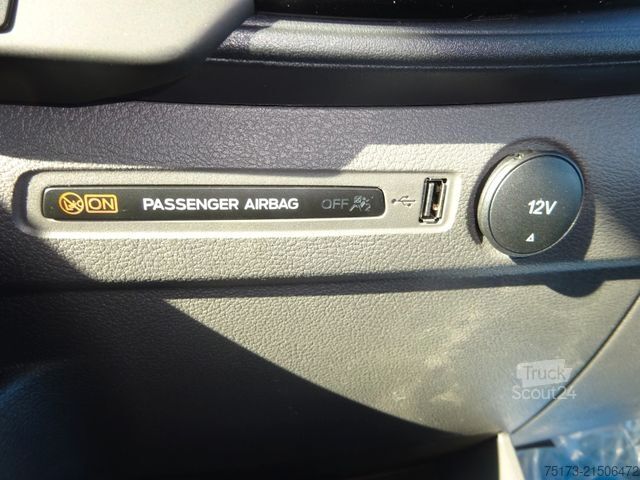 ON PASSENGER AIRBAG OFF
12V
Truck
Scout24
75173-21506472